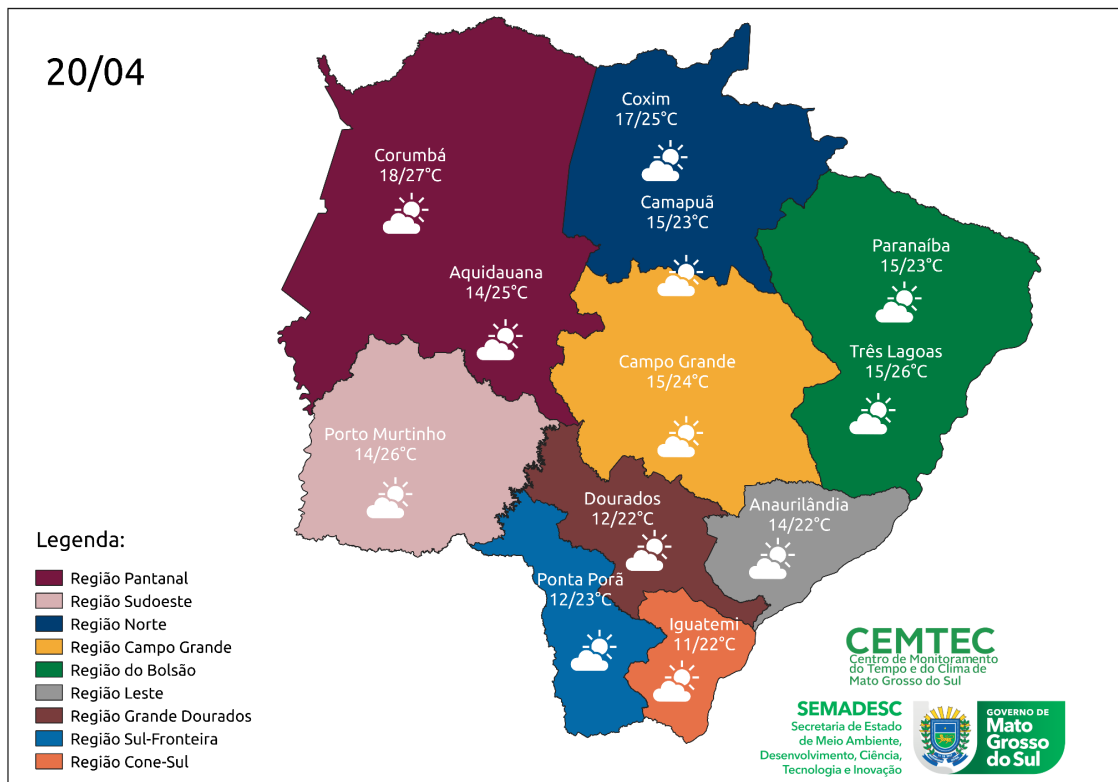 20/04
Coxim
17/25°C
Corumbá
18/27°C
Camapuã
15/23°C
Paranaíba
15/23°C
Aquidauana
14/25°C
Três Lagoas
15/26°C
Campo Grande
15/24°C
Porto Murtinho
14/26°C
Dourados
12/22°C
Anaurilândia
14/22°C
Ponta Porã
12/23°C
Iguatemi
11/22°C
Legenda:
Região Pantanal
Região Sudoeste
Região Norte
Região Campo Grande
Região do Bolsão
Região Leste
Região Grande Dourados
Região Sul-Fronteira
Região Cone-Sul
CEMTEC
Centro de Monitoramento
do Tempo e do Clima de
Mato Grosso do Sul
SEMADESC
Secretaria de Estado
de Meio Ambiente,
Desenvolvimento, Ciência,
Tecnologia e Inovação
GOVERNO DE
Mato
Grosso
do Sul